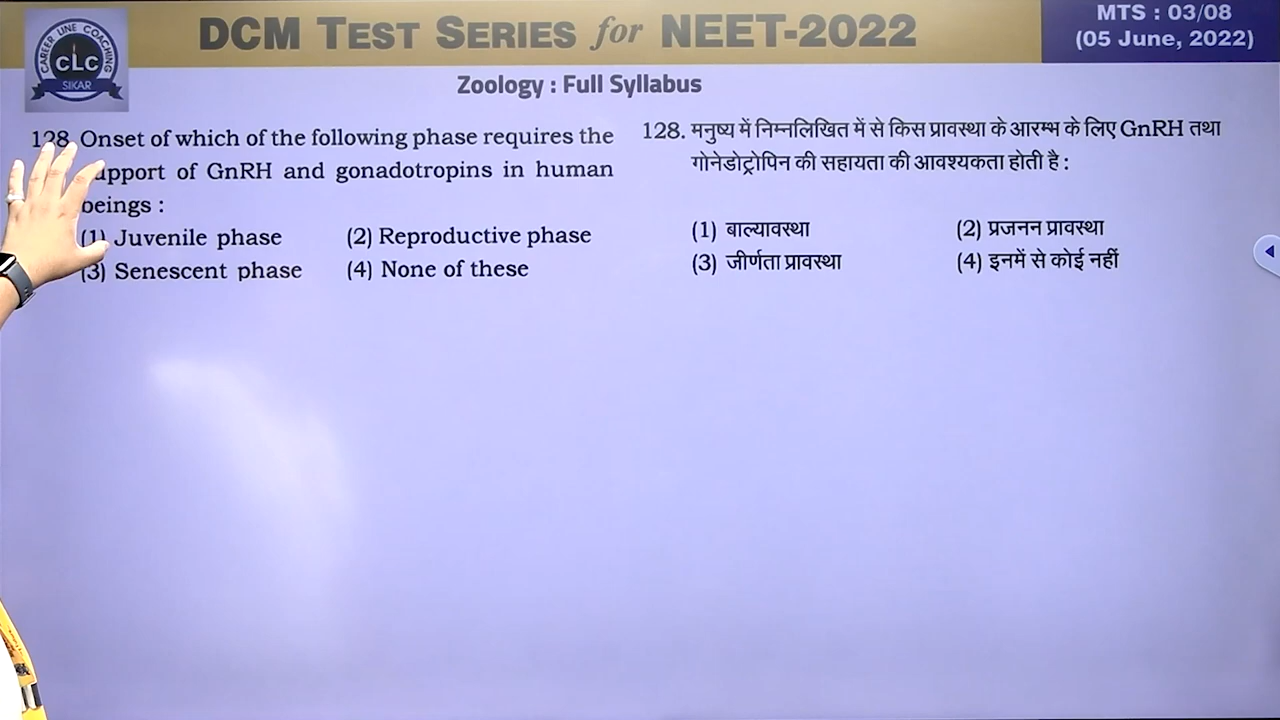 DCM TEST SERIES for NEET-2022
MTS : 03/08
(05 June, 2022)
CAREER LINE COACHING
CLC
SIKAR
Zoology : Full Syllabus
128. Onset of which of the following phase requires the
upport of GnRH and gonadotropins in human
beings :
(1) Juvenile phase (2) Reproductive phase
(3) Senescent phase (4) None of these
128. मनुष्य में निम्नलिखित में से किस प्रावस्था के आरम्भ के लिए GnRH तथा
गोनेडोट्रोपिन की सहायता की आवश्यकता होती है :
(1) बाल्यावस्था (2) प्रजनन प्रावस्था
(3) जीर्णता प्रावस्था (4) इनमें से कोई नहीं